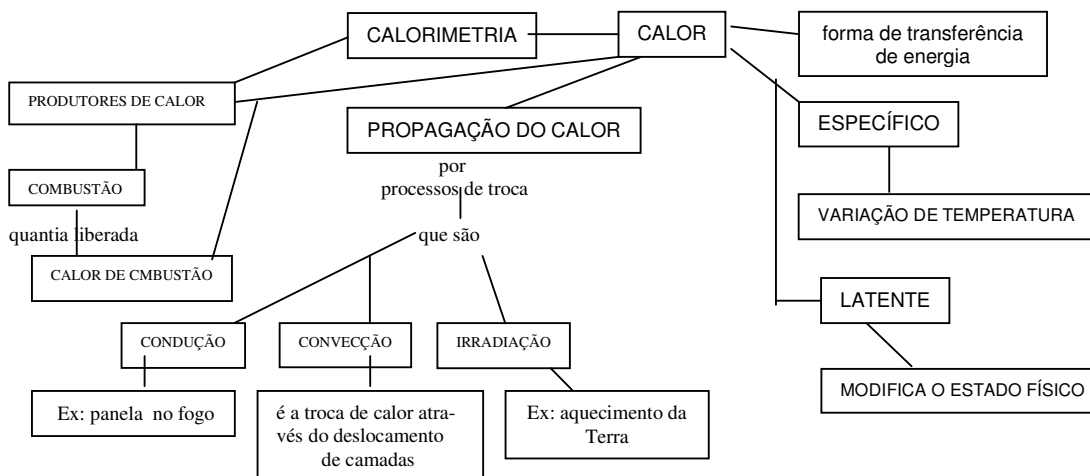 CALORIMETRIA
CALOR
forma de transferência
de energia
PRODUTORES DE CALOR
PROPAGAÇÃO DO CALOR
ESPECÍFICO
por
processos de troca
COMBUSTÃO
VARIAÇÃO DE TEMPERATURA
quantia liberada
que são
CALOR DE CMBUSTÃO
LATENTE
CONDUÇÃO
CONVECÇÃO
IRRADIAÇÃO
MODIFICA O ESTADO FÍSICO
Ex: panela no fogo
é a troca de calor atra-
vés do deslocamento
de camadas
Ex: aquecimento da
Terra